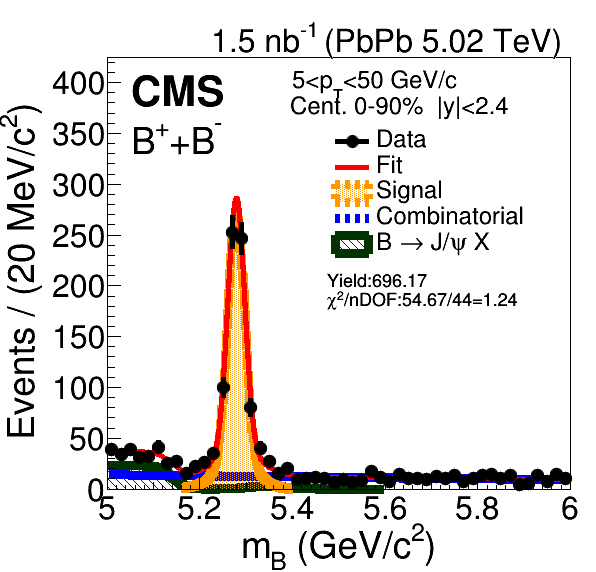 1.5 nb⁻¹ (PbPb 5.02 TeV)
CMS
B⁺+B⁻
5<p_T<50 GeV/c
Cent. 0-90% |y|<2.4
Data
Fit
Signal
Combinatorial
B → J/ψ X
Yield:696.17
χ²/nDOF:54.67/44=1.24
Events / (20 MeV/c²)
400
350
300
250
200
150
100
50
0
5 5.2 5.4 5.6 5.8 6
m_B (GeV/c²)